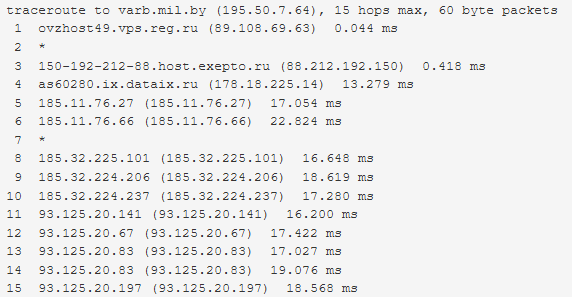 traceroute to varb.mil.by (195.50.7.64), 15 hops max, 60 byte packets
1 ovzhost49.vps.reg.ru (89.108.69.63) 0.044 ms
2 *
3 150-192-212-88.host.exepto.ru (88.212.192.150) 0.418 ms
4 as60280.ix.dataix.ru (178.18.225.14) 13.279 ms
5 185.11.76.27 (185.11.76.27) 17.054 ms
6 185.11.76.66 (185.11.76.66) 22.824 ms
7 *
8 185.32.225.101 (185.32.225.101) 16.648 ms
9 185.32.224.206 (185.32.224.206) 18.619 ms
10 185.32.224.237 (185.32.224.237) 17.280 ms
11 93.125.20.141 (93.125.20.141) 16.200 ms
12 93.125.20.67 (93.125.20.67) 17.422 ms
13 93.125.20.83 (93.125.20.83) 17.027 ms
14 93.125.20.83 (93.125.20.83) 19.076 ms
15 93.125.20.197 (93.125.20.197) 18.568 ms